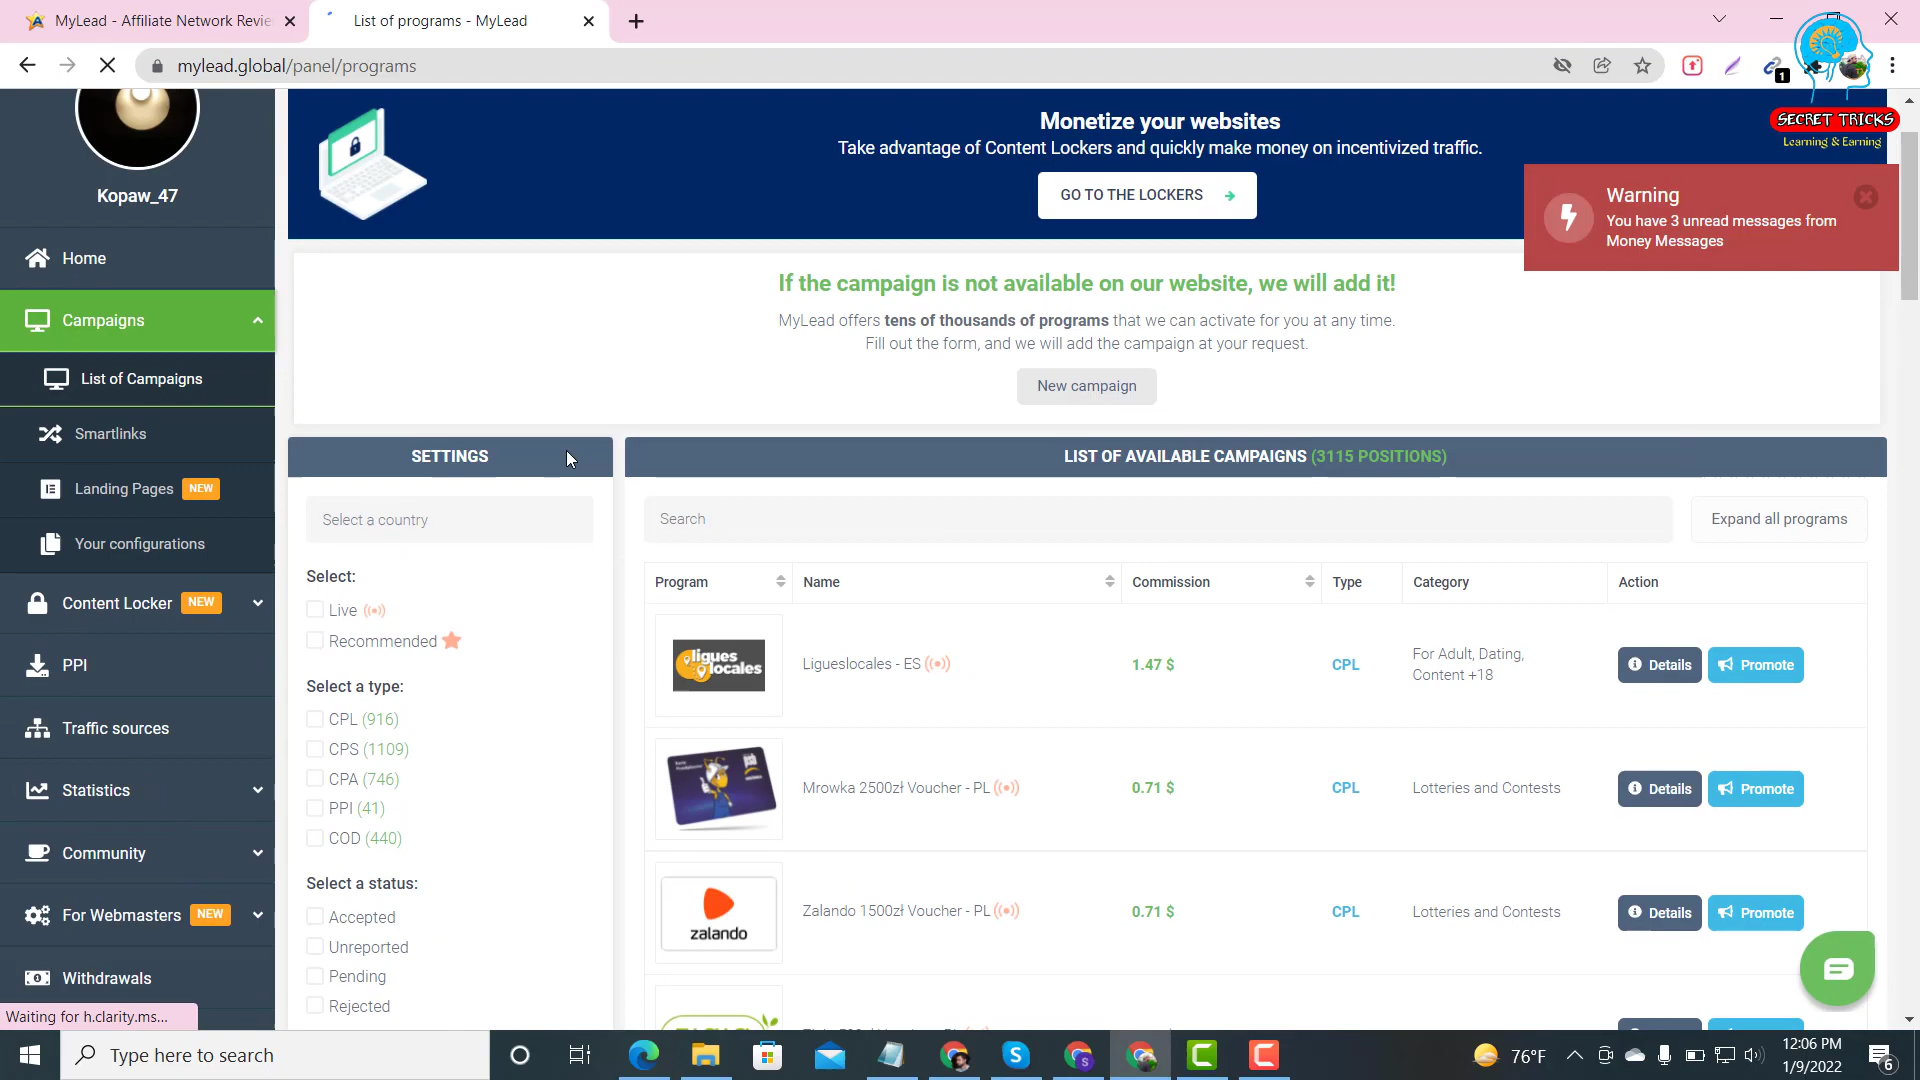 MyLead - Affiliate Network Revie
List of programs - MyLead
mylead.global/panel/programs
1
SECRET TRICKS
Learning & Earning
Kopaw_47
Home
Campaigns
List of Campaigns
Smartlinks
Landing Pages NEW
Your configurations
Content Locker NEW
PPI
Traffic sources
Statistics
Community
For Webmasters NEW
Withdrawals
Waiting for h.clarity.ms...
Monetize your websites
Take advantage of Content Lockers and quickly make money on incentivized traffic.
GO TO THE LOCKERS
Warning
You have 3 unread messages from
Money Messages
If the campaign is not available on our website, we will add it!
MyLead offers tens of thousands of programs that we can activate for you at any time.
Fill out the form, and we will add the campaign at your request.
New campaign
SETTINGS
Select a country
Select:
Live
Recommended
Select a type:
CPL (916)
CPS (1109)
CPA (746)
PPI (41)
COD (440)
Select a status:
Accepted
Unreported
Pending
Rejected
LIST OF AVAILABLE CAMPAIGNS (3115 POSITIONS)
Search
Expand all programs
Program Name Commission Type Category Action
ligues locales
Ligueslocales - ES 1.47 $ CPL For Adult, Dating,
Content +18 Details Promote
Mrowka 2500zł Voucher - PL 0.71 $ CPL Lotteries and Contests Details Promote
zalando
Zalando 1500zł Voucher - PL 0.71 $ CPL Lotteries and Contests Details Promote
Type here to search
76°F
12:06 PM
1/9/2022
6